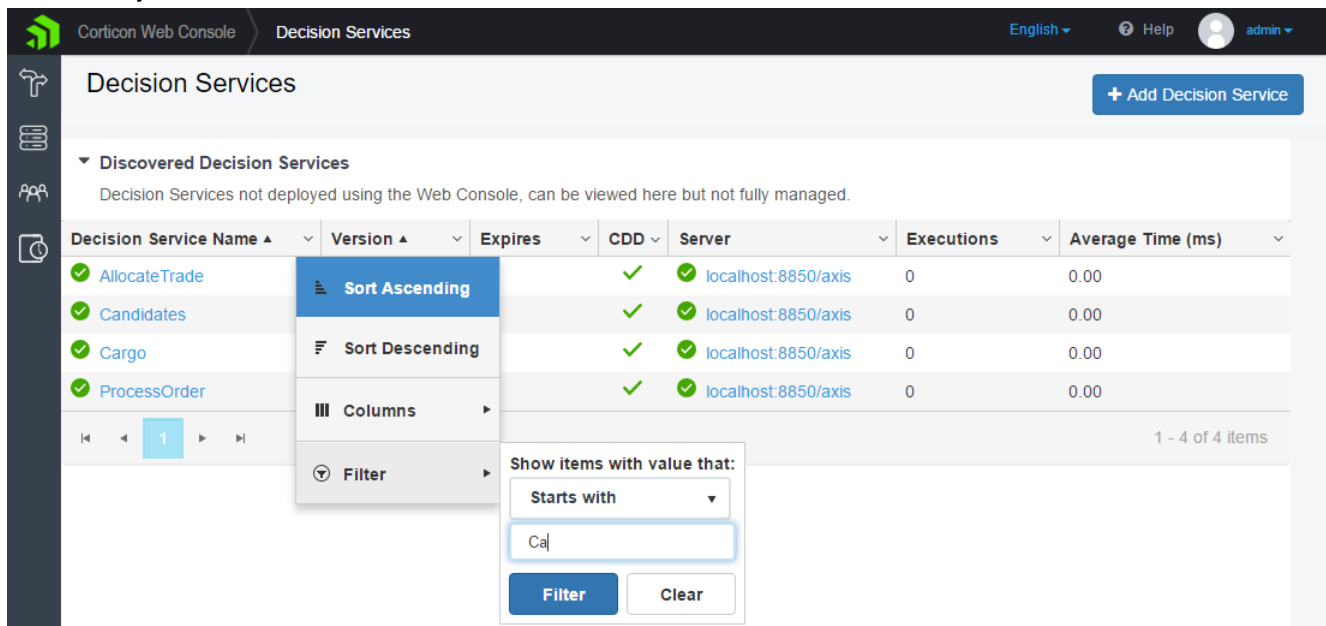 Corticon Web Console Decision Services English Help admin
Decision Services
+ Add Decision Service
Discovered Decision Services
Decision Services not deployed using the Web Console, can be viewed here but not fully managed.
Decision Service Name Version Expires CDD Server Executions Average Time (ms)
AllocateTrade localhost:8850/axis 0 0.00
Candidates localhost:8850/axis 0 0.00
Cargo localhost:8850/axis 0 0.00
ProcessOrder localhost:8850/axis 0 0.00
1 1 - 4 of 4 items
Sort Ascending
Sort Descending
Columns
Filter
Show items with value that:
Starts with
Ca
Filter Clear